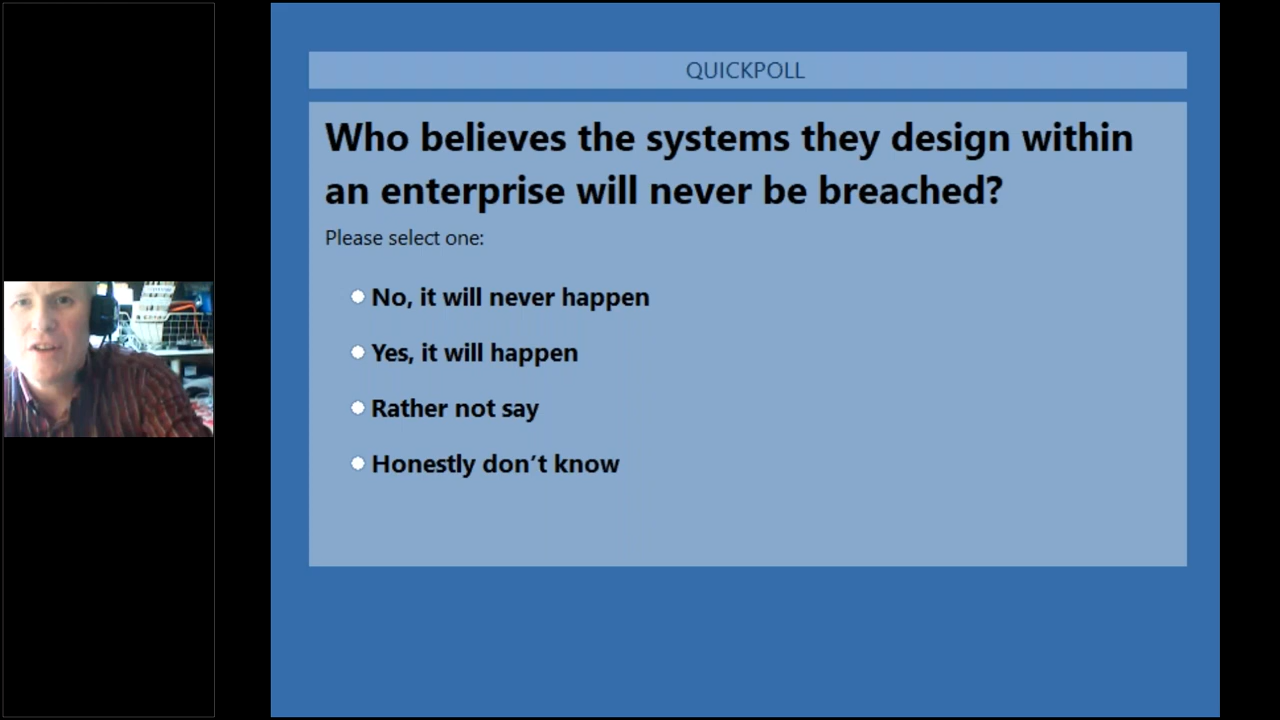 QUICKPOLL
Who believes the systems they design within
an enterprise will never be breached?
Please select one:
No, it will never happen
Yes, it will happen
Rather not say
Honestly don’t know